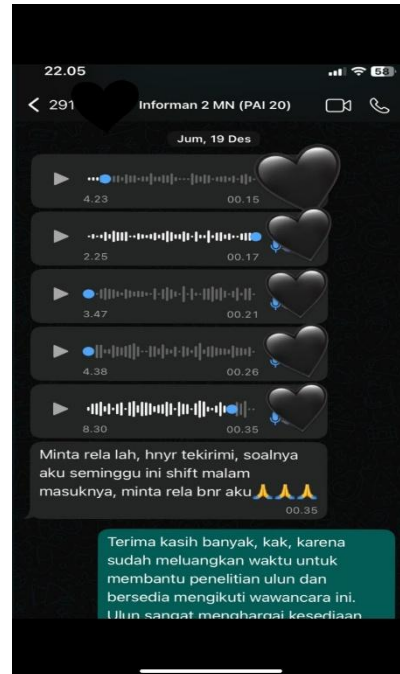 22.05
58
291
Informan 2 MN (PAI 20)
Jum, 19 Des
4.23 00.15
2.25 00.17
3.47 00.21
4.38 00.26
8.30 00.35
Minta rela lah, hnyr tekirimi, soalnya
aku seminggu ini shift malam
masuknya, minta rela bnr aku🙏🙏🙏
00.35
Terima kasih banyak, kak, karena
sudah meluangkan waktu untuk
membantu penelitian ulun dan
bersedia mengikuti wawancara ini.
Ulun sangat menghargai kesediaan